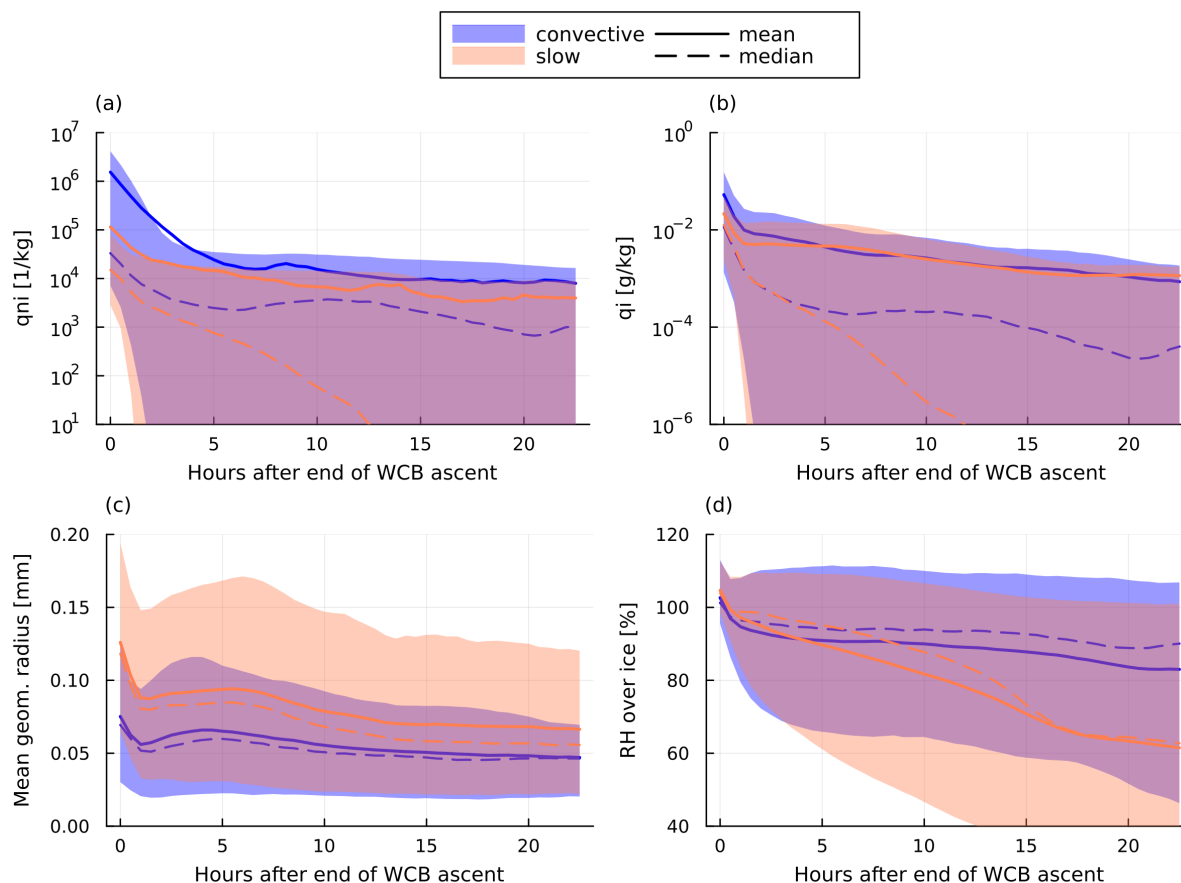 convective mean
slow median
(a) (b)
10^7
10^6
10^5
10^4
10^3
10^2
10^1
qni [1/kg]
0 5 10 15 20
Hours after end of WCB ascent
10^0
10^-2
10^-4
10^-6
qi [g/kg]
0 5 10 15 20
Hours after end of WCB ascent
(c) (d)
0.20
0.15
0.10
0.05
0.00
Mean geom. radius [mm]
0 5 10 15 20
Hours after end of WCB ascent
120
100
80
60
40
RH over ice [%]
0 5 10 15 20
Hours after end of WCB ascent